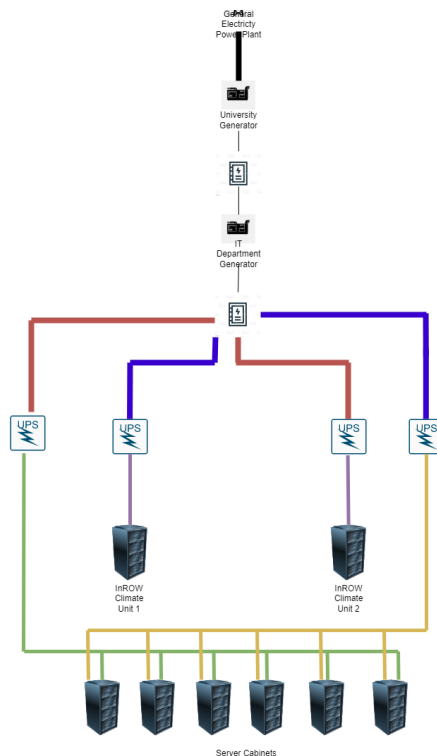 General
Electricty
Power Plant
University
Generator
IT
Department
Generator
UPS
UPS
UPS
UPS
InROW
Climate
Unit 1
InROW
Climate
Unit 2
Server Cabinets